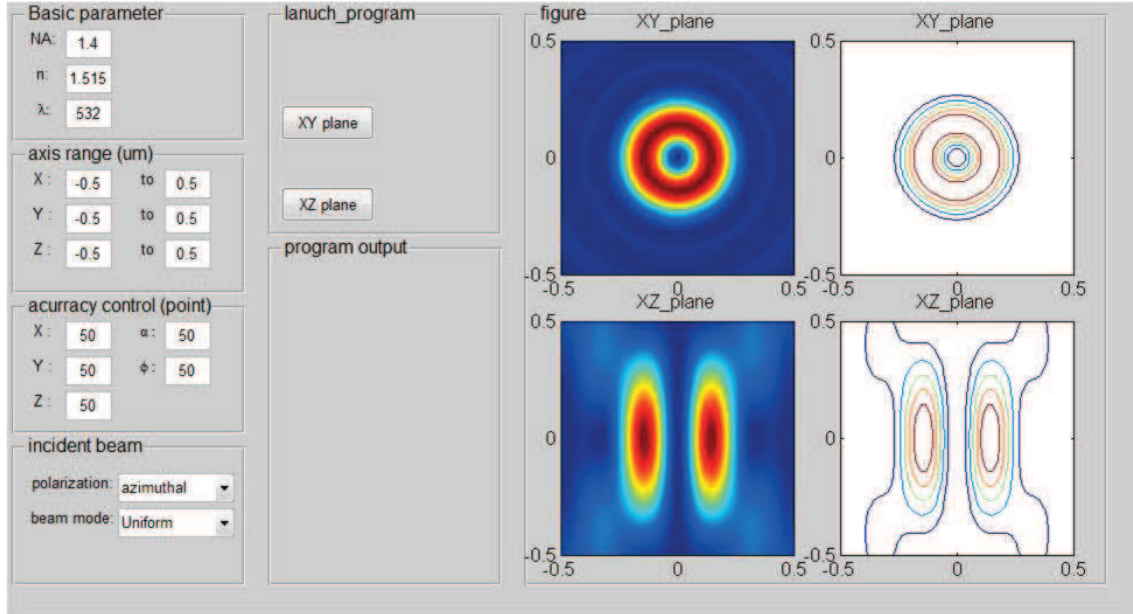 Basic parameter
NA: 1.4
n: 1.515
λ: 532
axis range (um)
X : -0.5 to 0.5
Y : -0.5 to 0.5
Z : -0.5 to 0.5
acurracy control (point)
X : 50 α : 50
Y : 50 ϕ : 50
Z : 50
incident beam
polarization: azimuthal
beam mode: Uniform
lanuch_program
XY plane
XZ plane
program output
figure
XY_plane
0.5
0
-0.5
-0.5 0 0.5
XY_plane
0.5
0
-0.5
-0.5 0 0.5
XZ_plane
0.5
0
-0.5
-0.5 0 0.5
XZ_plane
0.5
0
-0.5
-0.5 0 0.5